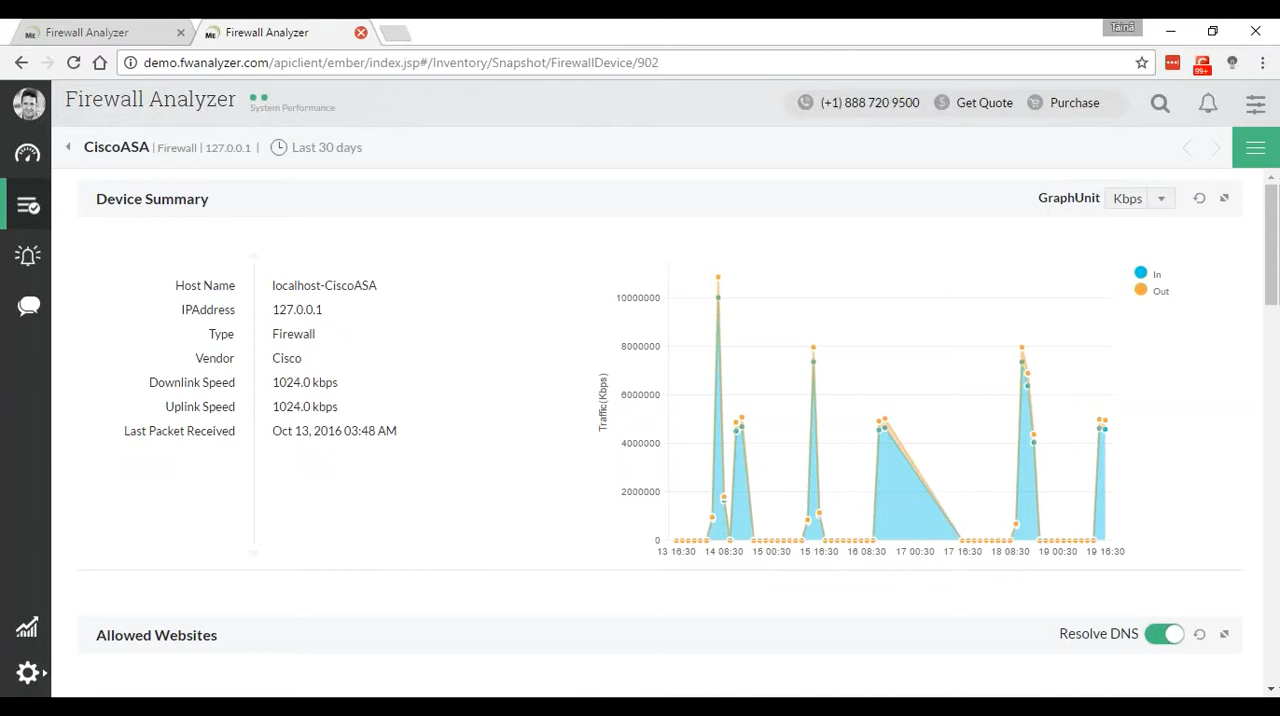 Tainá
ME Firewall Analyzer
ME Firewall Analyzer
demo.fwanalyzer.com/apiclient/ember/index.jsp#/Inventory/Snapshot/FirewallDevice/902
99+
Firewall Analyzer
System Performance
(+1) 888 720 9500
$ Get Quote
Purchase
CiscoASA | Firewall | 127.0.0.1 | Last 30 days
Device Summary
GraphUnit Kbps
Host Name localhost-CiscoASA
IPAddress 127.0.0.1
Type Firewall
Vendor Cisco
Downlink Speed 1024.0 kbps
Uplink Speed 1024.0 kbps
Last Packet Received Oct 13, 2016 03:48 AM
Traffic(Kbps)
10000000
8000000
6000000
4000000
2000000
0
13 16:30 14 08:30 15 00:30 15 16:30 16 08:30 17 00:30 17 16:30 18 08:30 19 00:30 19 16:30
In
Out
Allowed Websites
Resolve DNS